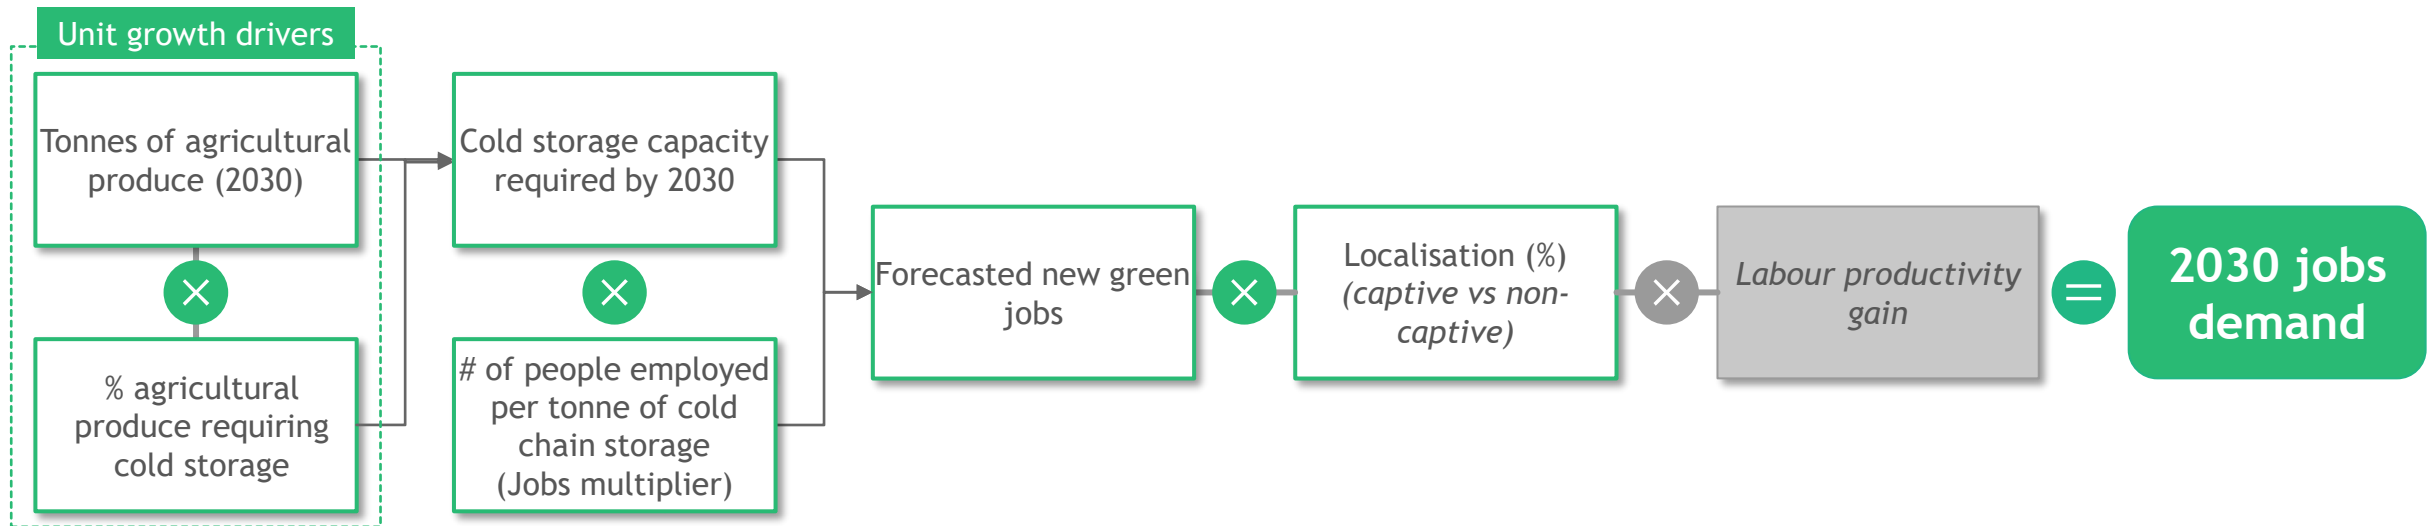 Unit growth drivers
Tonnes of agricultural
produce (2030)
×
% agricultural
produce requiring
cold storage
Cold storage capacity
required by 2030
×
# of people employed
per tonne of cold
chain storage
(Jobs multiplier)
Forecasted new green
jobs
×
Localisation (%)
(captive vs non-
captive)
×
Labour productivity
gain
=
2030 jobs
demand